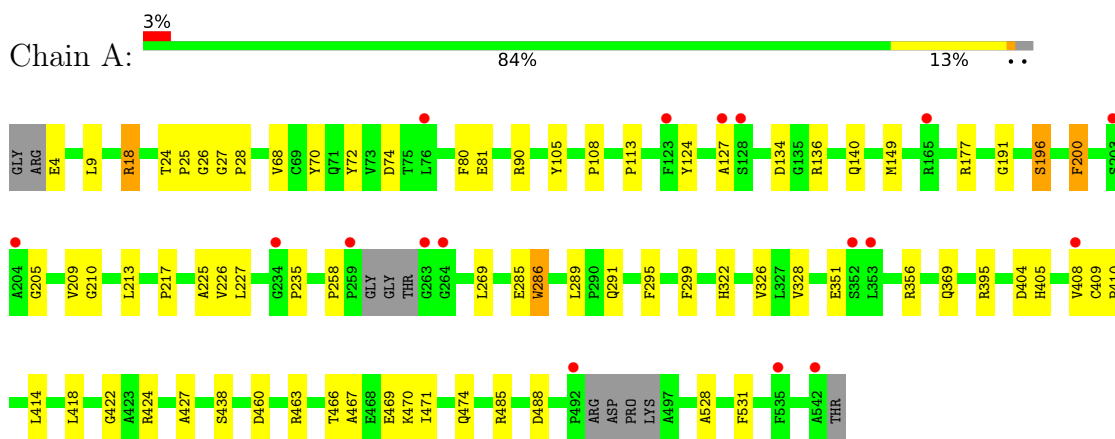 3%
Chain A:
84% 13% • •
GLY ARG E4 L9 R18 T24 P25 G26 G27 P28 V68 C69 Y70 Q71 Y72 V73 D74 T75 L76 F80 E81 R90 Y105 P108 P113 F123 Y124 A127 S128 D134 G135 R136 Q140 M149 R165 R177 G191 S196 F200 S203
A204 G205 V209 G210 L213 P217 A225 V226 L227 G234 P235 P258 P259 GLY GLY THR G263 G264 L269 E285 W286 L289 P290 Q291 F295 F299 H322 V326 L327 V328 E351 S352 L353 R356 Q369 R395 D404 H405 V408 C409 P410
L414 L418 G422 A423 R424 A427 S438 D460 R463 T466 A467 E468 E469 K470 I471 Q474 R485 D488 P492 ARG ASP PRO LYS A497 A528 F531 F535 A542 THR